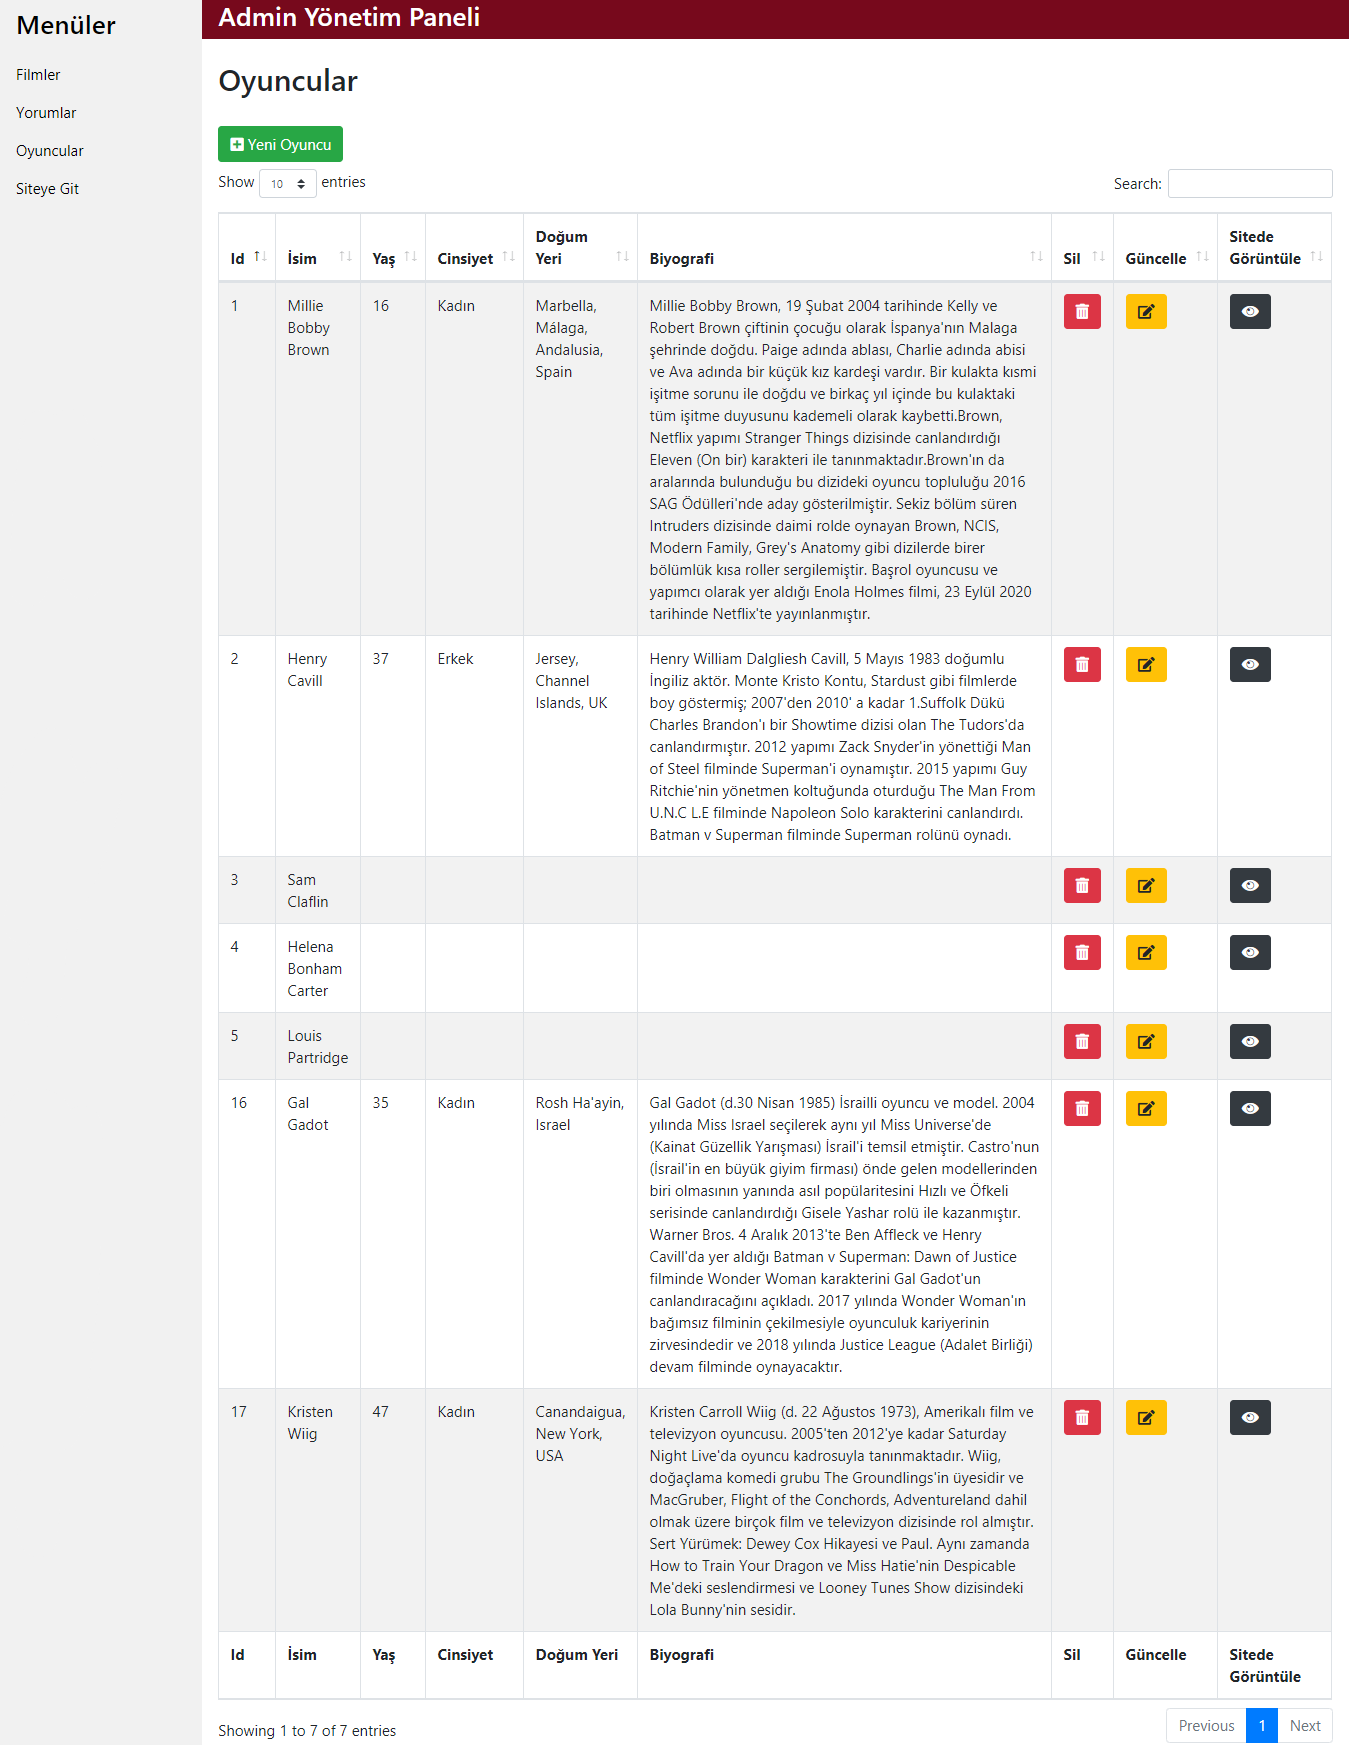 Menüler
Filmler
Yorumlar
Oyuncular
Siteye Git
Admin Yönetim Paneli
Oyuncular
Yeni Oyuncu
Show 10 entries
Search:
Id İsim Yaş Cinsiyet Doğum Yeri Biyografi Sil Güncelle Sitede Görüntüle
1
Millie
Bobby
Brown
16
Kadın
Marbella,
Málaga,
Andalusia,
Spain
Millie Bobby Brown, 19 Şubat 2004 tarihinde Kelly ve
Robert Brown çiftinin çocuğu olarak İspanya'nın Malaga
şehrinde doğdu. Paige adında ablası, Charlie adında abisi
ve Ava adında bir küçük kız kardeşi vardır. Bir kulakta kısmi
işitme sorunu ile doğdu ve birkaç yıl içinde bu kulaktaki
tüm işitme duyusunu kademeli olarak kaybetti.Brown,
Netflix yapımı Stranger Things dizisinde canlandırdığı
Eleven (On bir) karakteri ile tanınmaktadır.Brown'ın da
aralarında bulunduğu bu dizideki oyuncu topluluğu 2016
SAG Ödülleri'nde aday gösterilmiştir. Sekiz bölüm süren
Intruders dizisinde daimi rolde oynayan Brown, NCIS,
Modern Family, Grey's Anatomy gibi dizilerde birer
bölümlük kısa roller sergilemiştir. Başrol oyuncusu ve
yapımcı olarak yer aldığı Enola Holmes filmi, 23 Eylül 2020
tarihinde Netflix'te yayınlanmıştır.
2
Henry
Cavill
37
Erkek
Jersey,
Channel
Islands, UK
Henry William Dalgliesh Cavill, 5 Mayıs 1983 doğumlu
İngiliz aktör. Monte Kristo Kontu, Stardust gibi filmlerde
boy göstermiş; 2007'den 2010' a kadar 1.Suffolk Dükü
Charles Brandon'ı bir Showtime dizisi olan The Tudors'da
canlandırmıştır. 2012 yapımı Zack Snyder'in yönettiği Man
of Steel filminde Superman'i oynamıştır. 2015 yapımı Guy
Ritchie'nin yönetmen koltuğunda oturduğu The Man From
U.N.C L.E filminde Napoleon Solo karakterini canlandırdı.
Batman v Superman filminde Superman rolünü oynadı.
3
Sam
Claflin
4
Helena
Bonham
Carter
5
Louis
Partridge
16
Gal
Gadot
35
Kadın
Rosh Ha'ayin,
Israel
Gal Gadot (d.30 Nisan 1985) İsrailli oyuncu ve model. 2004
yılında Miss Israel seçilerek aynı yıl Miss Universe'de
(Kainat Güzellik Yarışması) İsrail'i temsil etmiştir. Castro'nun
(İsrail'in en büyük giyim firması) önde gelen modellerinden
biri olmasının yanında asıl popülaritesini Hızlı ve Öfkeli
serisinde canlandırdığı Gisele Yashar rolü ile kazanmıştır.
Warner Bros. 4 Aralık 2013'te Ben Affleck ve Henry
Cavill'da yer aldığı Batman v Superman: Dawn of Justice
filminde Wonder Woman karakterini Gal Gadot'un
canlandıracağını açıkladı. 2017 yılında Wonder Woman'ın
bağımsız filminin çekilmesiyle oyunculuk kariyerinin
zirvesindedir ve 2018 yılında Justice League (Adalet Birliği)
devam filminde oynayacaktır.
17
Kristen
Wiig
47
Kadın
Canandaigua,
New York,
USA
Kristen Carroll Wiig (d. 22 Ağustos 1973), Amerikalı film ve
televizyon oyuncusu. 2005'ten 2012'ye kadar Saturday
Night Live'da oyuncu kadrosuyla tanınmaktadır. Wiig,
doğaçlama komedi grubu The Groundlings'in üyesidir ve
MacGruber, Flight of the Conchords, Adventureland dahil
olmak üzere birçok film ve televizyon dizisinde rol almıştır.
Sert Yürümek: Dewey Cox Hikayesi ve Paul. Aynı zamanda
How to Train Your Dragon ve Miss Hatie'nin Despicable
Me'deki seslendirmesi ve Looney Tunes Show dizisindeki
Lola Bunny'nin sesidir.
Id İsim Yaş Cinsiyet Doğum Yeri Biyografi Sil Güncelle Sitede Görüntüle
Showing 1 to 7 of 7 entries
Previous 1 Next